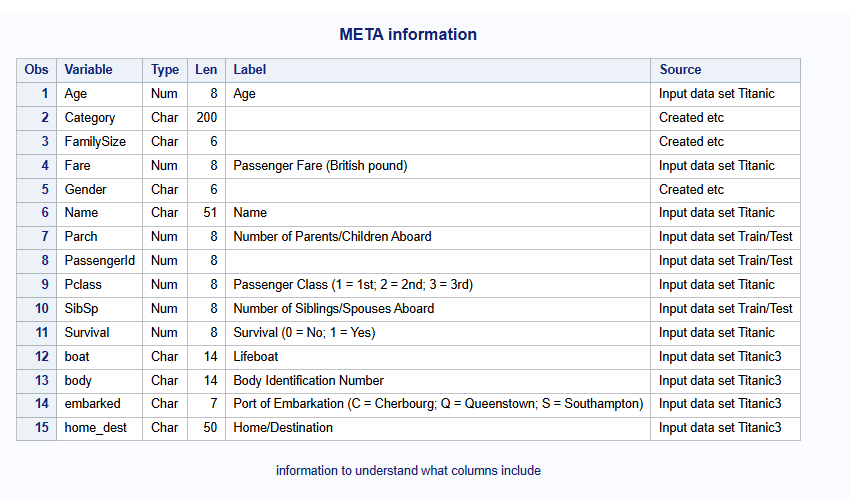 META information
Obs Variable Type Len Label Source
1 Age Num 8 Age Input data set Titanic
2 Category Char 200 Created etc
3 FamilySize Char 6 Created etc
4 Fare Num 8 Passenger Fare (British pound) Input data set Titanic
5 Gender Char 6 Created etc
6 Name Char 51 Name Input data set Titanic
7 Parch Num 8 Number of Parents/Children Aboard Input data set Train/Test
8 PassengerId Num 8 Input data set Train/Test
9 Pclass Num 8 Passenger Class (1 = 1st; 2 = 2nd; 3 = 3rd) Input data set Titanic
10 SibSp Num 8 Number of Siblings/Spouses Aboard Input data set Train/Test
11 Survival Num 8 Survival (0 = No; 1 = Yes) Input data set Titanic
12 boat Char 14 Lifeboat Input data set Titanic3
13 body Char 14 Body Identification Number Input data set Titanic3
14 embarked Char 7 Port of Embarkation (C = Cherbourg; Q = Queenstown; S = Southampton) Input data set Titanic3
15 home_dest Char 50 Home/Destination Input data set Titanic3
information to understand what columns include